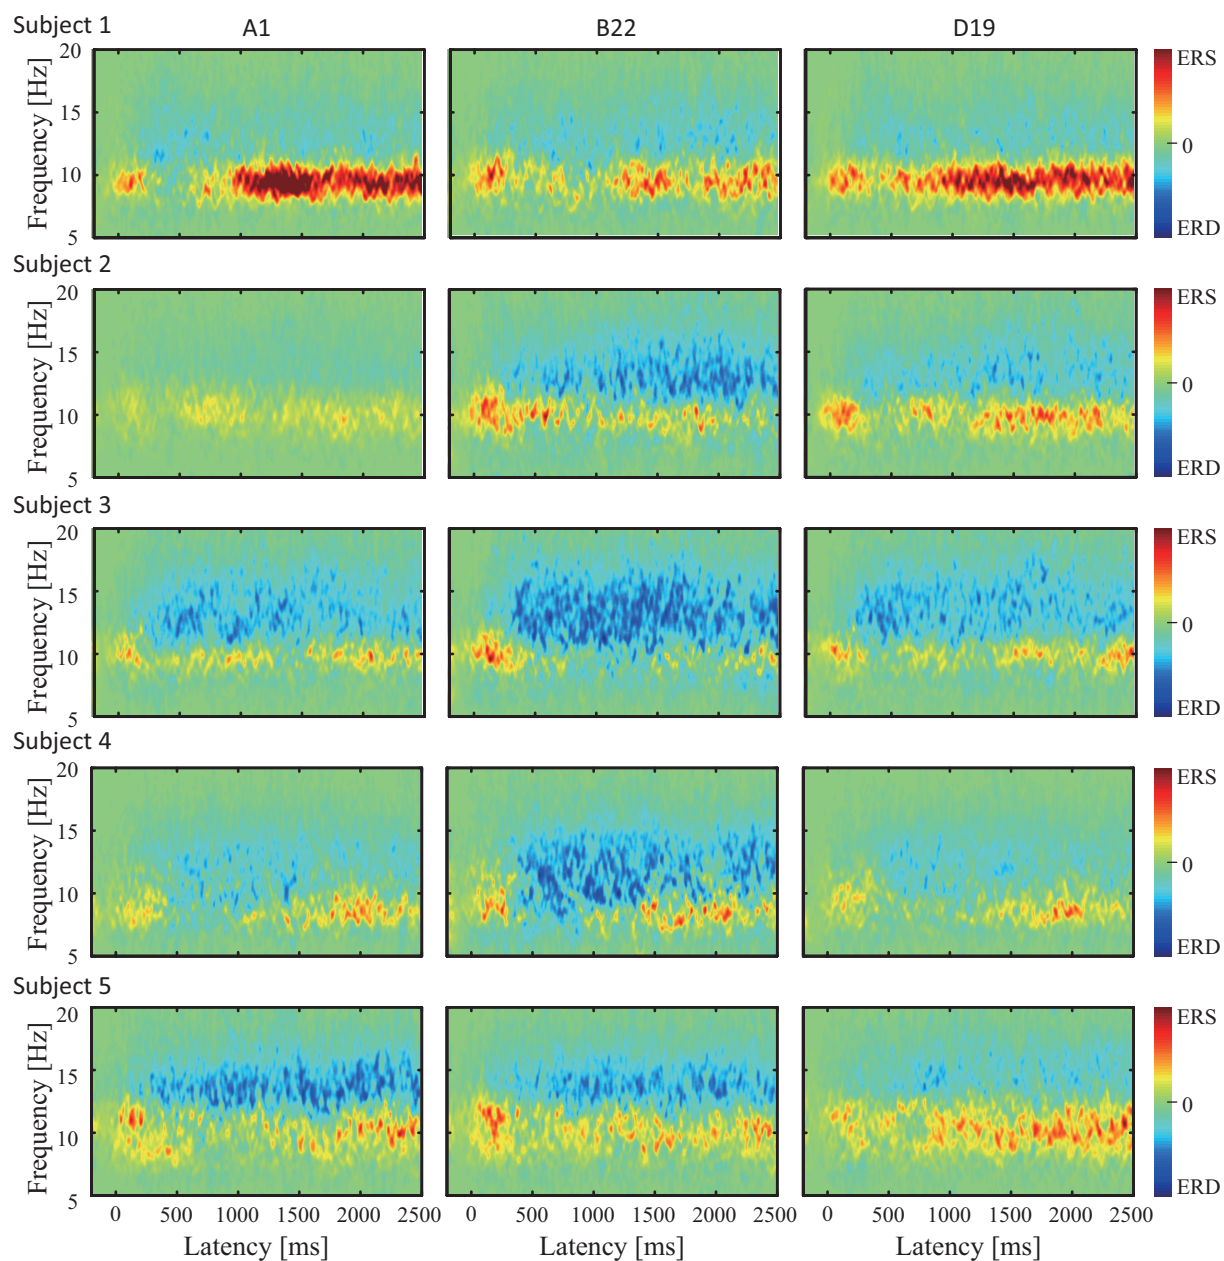 Subject 1
A1
B22
D19
Frequency [Hz]
20
15
10
5
ERS
0
ERD
Subject 2
Frequency [Hz]
20
15
10
5
ERS
0
ERD
Subject 3
Frequency [Hz]
20
15
10
5
ERS
0
ERD
Subject 4
Frequency [Hz]
20
15
10
5
ERS
0
ERD
Subject 5
Frequency [Hz]
20
15
10
5
ERS
0
ERD
0 500 1000 1500 2000 2500
0 500 1000 1500 2000 2500
0 500 1000 1500 2000 2500
Latency [ms]
Latency [ms]
Latency [ms]